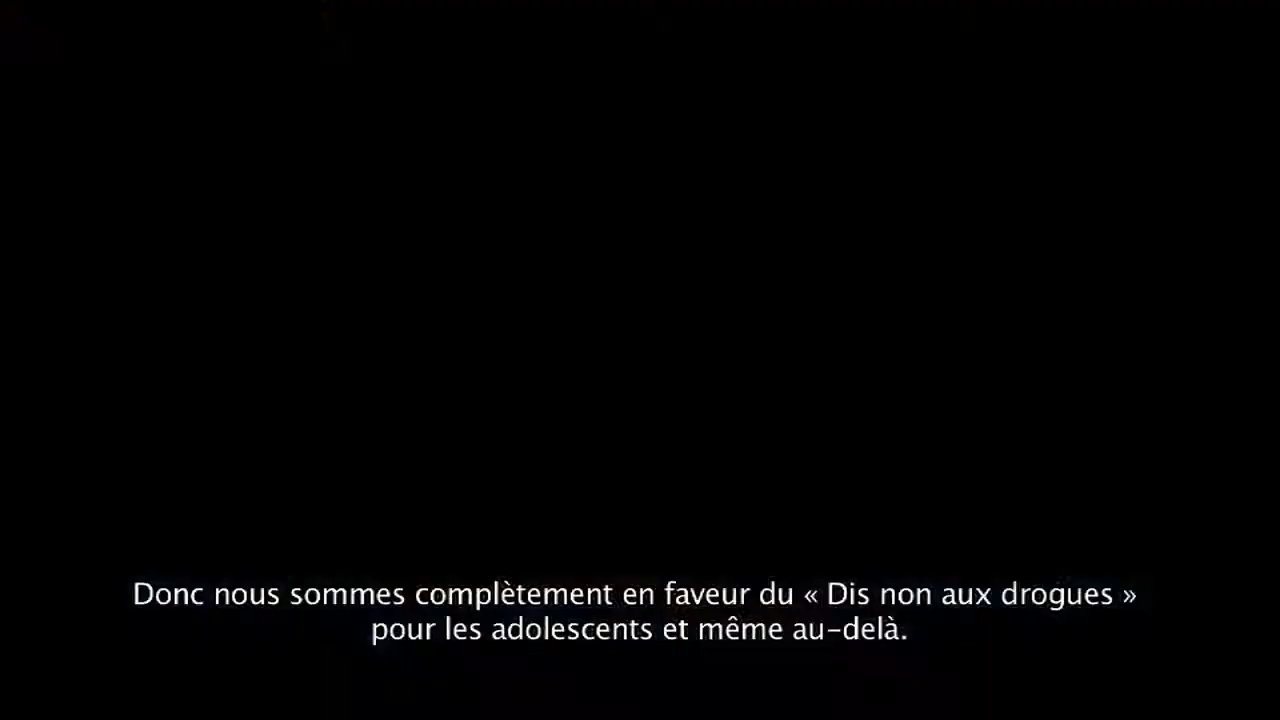 Donc nous sommes complètement en faveur du « Dis non aux drogues »
pour les adolescents et même au-delà.